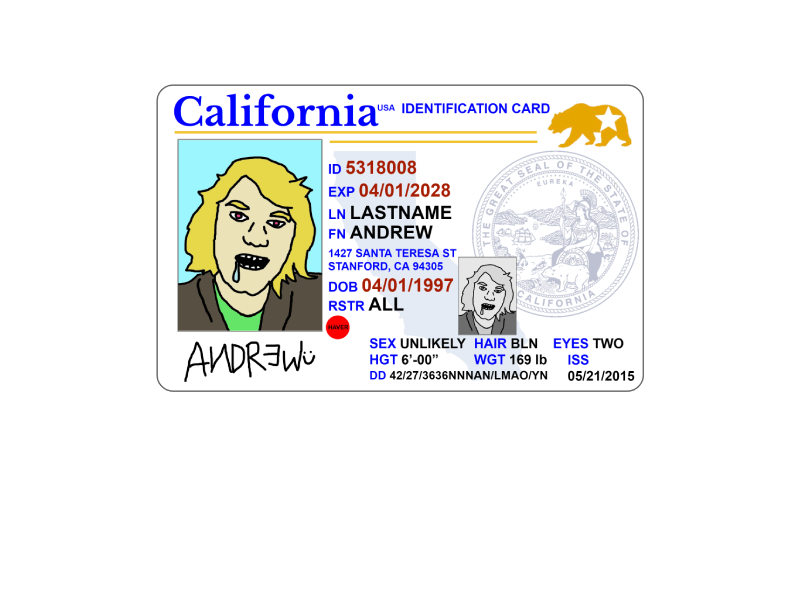 California USA IDENTIFICATION CARD
ID 5318008
EXP 04/01/2028
LN LASTNAME
FN ANDREW
1427 SANTA TERESA ST
STANFORD, CA 94305
DOB 04/01/1997
RSTR ALL
THE GREAT SEAL OF THE STATE OF CALIFORNIA
EUREKA
SEX UNLIKELY HAIR BLN EYES TWO
HGT 6’-00” WGT 169 lb ISS
DD 42/27/3636NNNAN/LMAO/YN 05/21/2015
ANDREWü